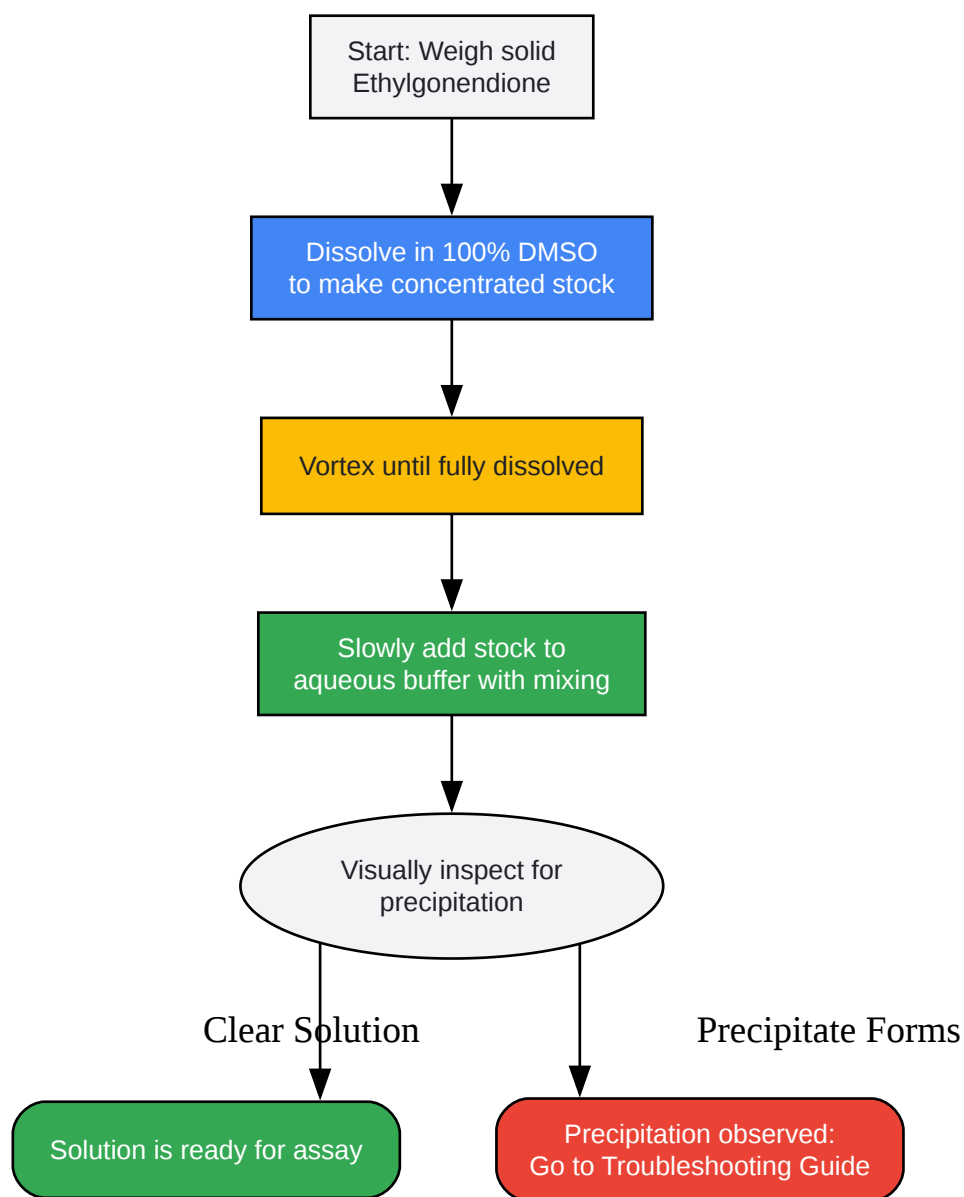 Start: Weigh solid
Ethylgonendione
Dissolve in 100% DMSO
to make concentrated stock
Vortex until fully dissolved
Slowly add stock to
aqueous buffer with mixing
Visually inspect for
precipitation
Clear Solution
Precipitate Forms
Solution is ready for assay
Precipitation observed:
Go to Troubleshooting Guide